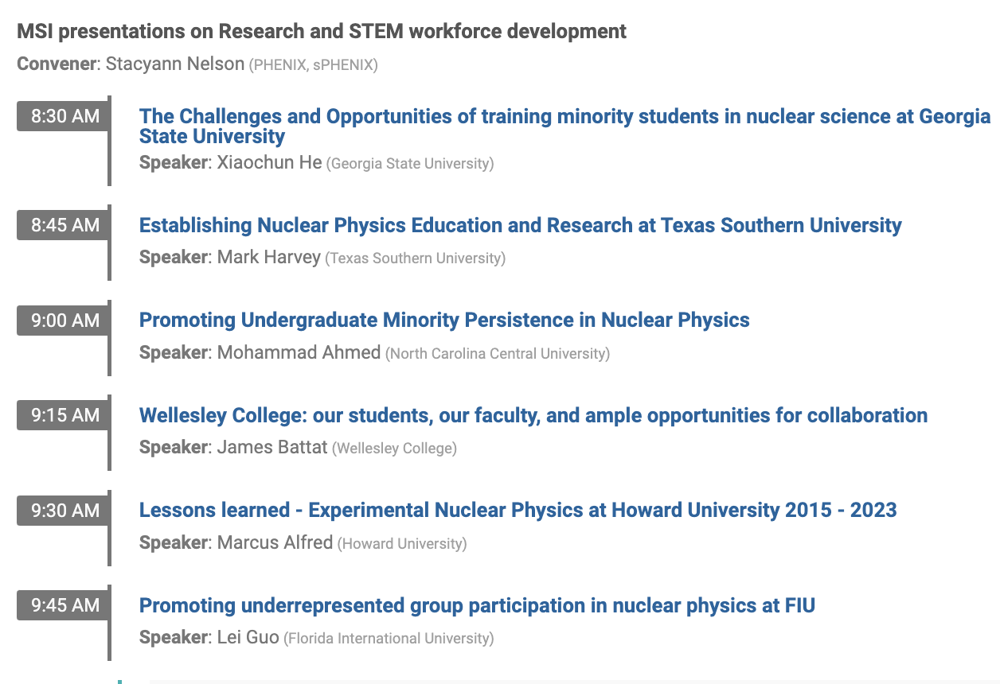 MSI presentations on Research and STEM workforce development
Convener: Stacyann Nelson (PHENIX, sPHENIX)
8:30 AM
The Challenges and Opportunities of training minority students in nuclear science at Georgia
State University
Speaker: Xiaochun He (Georgia State University)
8:45 AM
Establishing Nuclear Physics Education and Research at Texas Southern University
Speaker: Mark Harvey (Texas Southern University)
9:00 AM
Promoting Undergraduate Minority Persistence in Nuclear Physics
Speaker: Mohammad Ahmed (North Carolina Central University)
9:15 AM
Wellesley College: our students, our faculty, and ample opportunities for collaboration
Speaker: James Battat (Wellesley College)
9:30 AM
Lessons learned - Experimental Nuclear Physics at Howard University 2015 - 2023
Speaker: Marcus Alfred (Howard University)
9:45 AM
Promoting underrepresented group participation in nuclear physics at FIU
Speaker: Lei Guo (Florida International University)